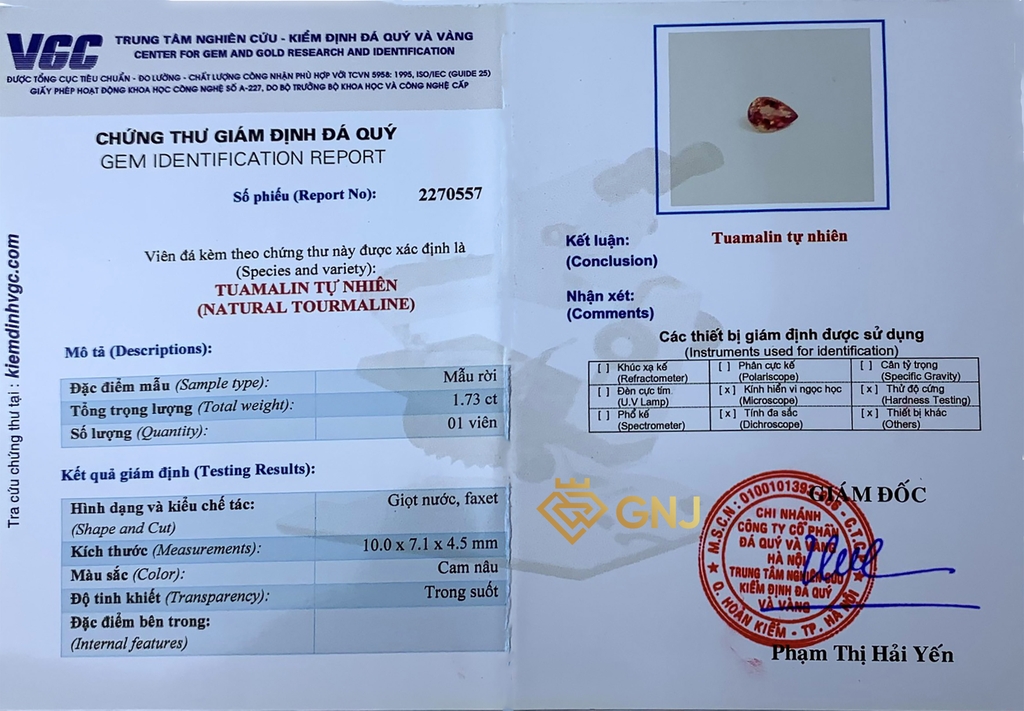 VGC
TRUNG TÂM NGHIÊN CỨU - KIỂM ĐỊNH ĐÁ QUÝ VÀ VÀNG
CENTER FOR GEM AND GOLD RESEARCH AND IDENTIFICATION
ĐƯỢC TỔNG CỤC TIÊU CHUẨN - ĐO LƯỜNG - CHẤT LƯỢNG CÔNG NHẬN PHÙ HỢP VỚI TCVN 5958: 1995, ISO/IEC (GUIDE 25)
GIẤY PHÉP HOẠT ĐỘNG KHOA HỌC CÔNG NGHỆ SỐ A-227, DO BỘ TRƯỞNG BỘ KHOA HỌC VÀ CÔNG NGHỆ CẤP
CHỨNG THƯ GIÁM ĐỊNH ĐÁ QUÝ
GEM IDENTIFICATION REPORT
Số phiếu (Report No): 2270557
Viên đá kèm theo chứng thư này được xác định là
(Species and variety):
TUAMALIN TỰ NHIÊN
(NATURAL TOURMALINE)
Mô tả (Descriptions):
Đặc điểm mẫu (Sample type): Mẫu rời
Tổng trọng lượng (Total weight): 1.73 ct
Số lượng (Quantity): 01 viên
Kết quả giám định (Testing Results):
Hình dạng và kiểu chế tác: Giọt nước, faxet
(Shape and Cut)
Kích thước (Measurements): 10.0 x 7.1 x 4.5 mm
Màu sắc (Color): Cam nâu
Độ tinh khiết (Transparency): Trong suốt
Đặc điểm bên trong:
(Internal features)
Tra cứu chứng thư tại : kiemdinhvgc.com
Kết luận: Tuamalin tự nhiên
(Conclusion)
Nhận xét:
(Comments)
Các thiết bị giám định được sử dụng
(Instruments used for identification)
[ ] Khúc xạ kế [ ] Phân cực kế [ ] Cân tỷ trọng
(Refractometer) (Polariscope) (Specific Gravity)
[ ] Đèn cực tím [x] Kính hiển vi ngọc học [x] Thử độ cứng
(U.V Lamp) (Microscope) (Hardness Testing)
[ ] Phổ kế [x] Tính đa sắc [x] Thiết bị khác
(Spectrometer) (Dichroscope) (Others)
GNJ
GIÁM ĐỐC
CHI NHÁNH
CÔNG TY CỔ PHẦN
ĐÁ QUÝ VÀ VÀNG
HÀ NỘI
TRUNG TÂM NGHIÊN CỨU
KIỂM ĐỊNH ĐÁ QUÝ
VÀ VÀNG
Q. HOÀN KIẾM - TP. HÀ NỘI
Phạm Thị Hải Yến